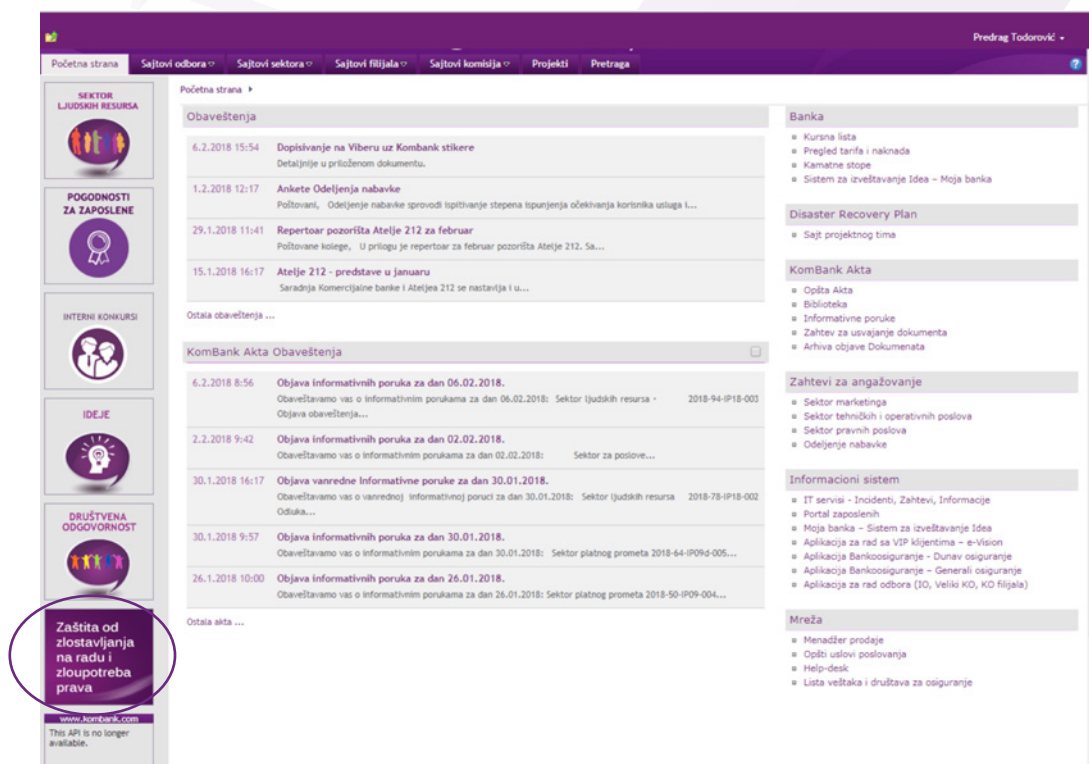 Predrag Todorović
Početna strana Sajtovi odbora Sajtovi sektora Sajtovi filijala Sajtovi komisija Projekti Pretraga
SEKTOR
LJUDSKIH RESURSA
POGODNOSTI
ZA ZAPOSLENE
INTERNI KONKURSI
IDEJE
DRUŠTVENA
ODGOVORNOST
Zaštita od
zlostavljanja
na radu i
zloupotreba
prava
www.kombank.com
This API is no longer
available.
Početna strana
Obaveštenja
6.2.2018 15:54 Dopisivanje na Viberu uz Kombank stikere
Detaljnije u priloženom dokumentu.
1.2.2018 12:17 Ankete Odeljenja nabavke
Poštovani, Odeljenje nabavke sprovodi ispitivanje stepena ispunjenja očekivanja korisnika usluga i...
29.1.2018 11:41 Repertoar pozorišta Atelje 212 za februar
Poštovane kolege, U prilogu je repertoar za februar pozorišta Atelje 212. Sa...
15.1.2018 16:17 Atelje 212 - predstave u januaru
Saradnja Komercijalne banke i Ateljea 212 se nastavlja i u...
Ostala obaveštenja ...
KomBank Akta Obaveštenja
6.2.2018 8:56 Objava informativnih poruka za dan 06.02.2018.
Obaveštavamo vas o informativnim porukama za dan 06.02.2018: Sektor ljudskih resursa - 2018-94-IP18-003
Objava obaveštenja...
2.2.2018 9:42 Objava informativnih poruka za dan 02.02.2018.
Obaveštavamo vas o informativnim porukama za dan 02.02.2018: Sektor za poslove...
30.1.2018 16:17 Objava vanredne Informativne poruke za dan 30.01.2018.
Obaveštavamo vas o vanrednoj informativnoj poruci za dan 30.01.2018: Sektor ljudskih resursa 2018-78-IP18-002
Odluka...
30.1.2018 9:57 Objava informativnih poruka za dan 30.01.2018.
Obaveštavamo vas o informativnim porukama za dan 30.01.2018: Sektor platnog prometa 2018-64-IP09d-005...
26.1.2018 10:00 Objava informativnih poruka za dan 26.01.2018.
Obaveštavamo vas o informativnim porukama za dan 26.01.2018: Sektor platnog prometa 2018-50-IP09-004...
Ostala akta ...
Banka
Kursna lista
Pregled tarifa i naknada
Kamatne stope
Sistem za izveštavanje Idea – Moja banka
Disaster Recovery Plan
Sajt projektnog tima
KomBank Akta
Opšta Akta
Biblioteka
Informativne poruke
Zahtev za usvajanje dokumenta
Arhiva objave Dokumenata
Zahtevi za angažovanje
Sektor marketinga
Sektor tehničkih i operativnih poslova
Sektor pravnih poslova
Odeljenje nabavke
Informacioni sistem
IT servisi - Incidenti, Zahtevi, Informacije
Portal zaposlenih
Moja banka – Sistem za izveštavanje Idea
Aplikacija za rad sa VIP klijentima – e-Vision
Aplikacija Bankoosiguranje - Dunav osiguranje
Aplikacija Bankoosiguranje – Generali osiguranje
Aplikacija za rad odbora (IO, Veliki KO, KO filijala)
Mreža
Menadžer prodaje
Opšti uslovi poslovanja
Help-desk
Lista veštaka i društava za osiguranje